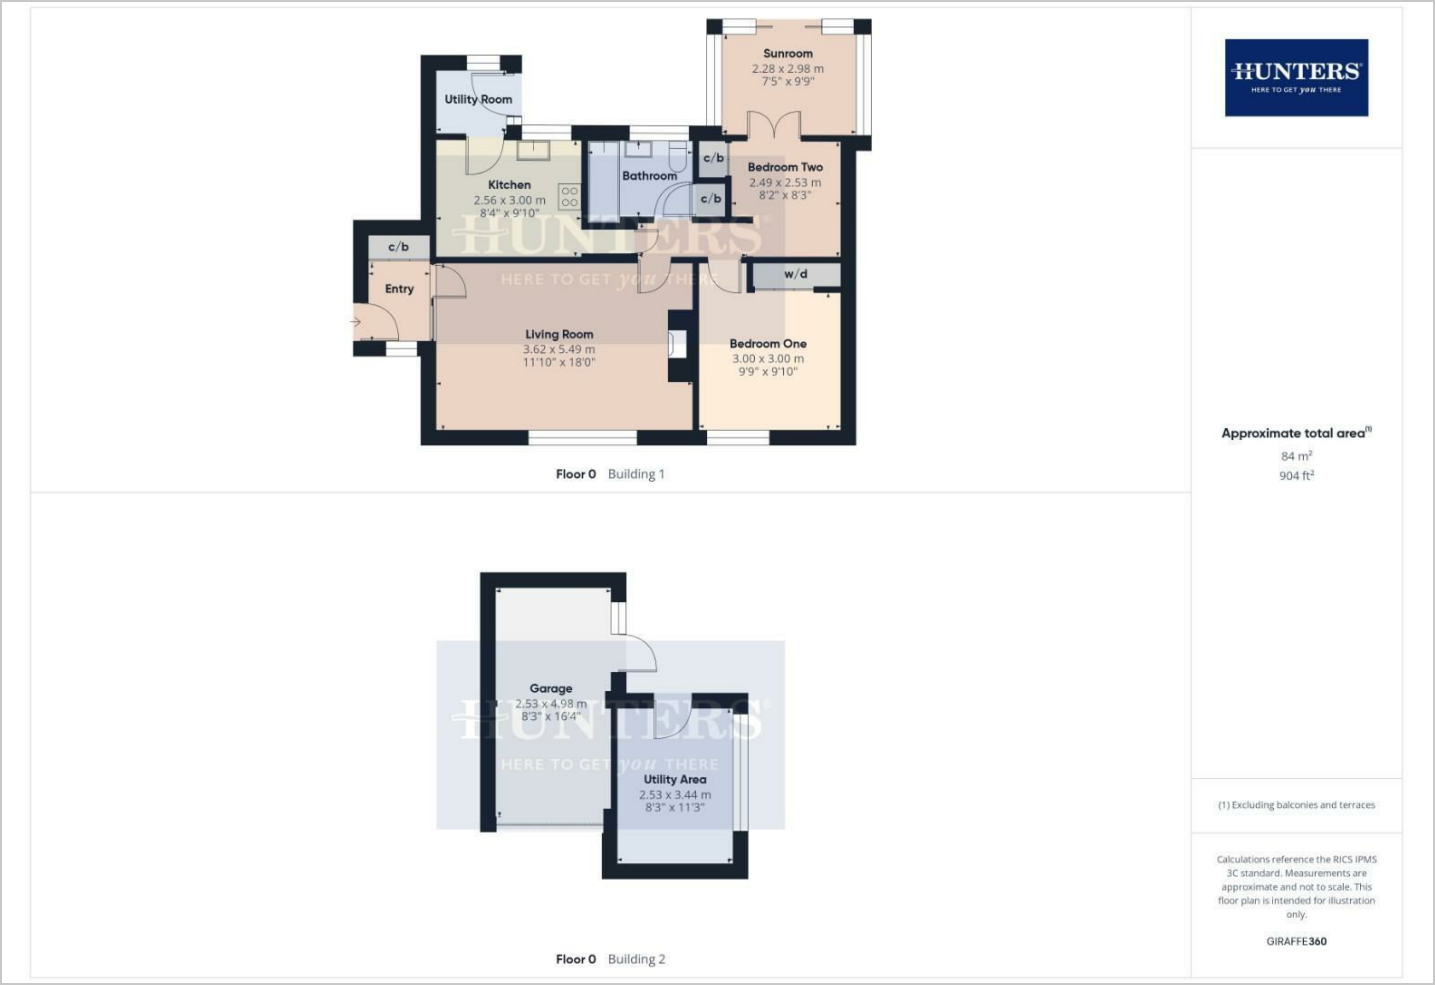 Sunroom
2.28 x 2.98 m
7'5" x 9'9"
HUNTERS®
HERE TO GET you THERE
Utility Room
Kitchen
2.56 x 3.00 m
8'4" x 9'10"
Bathroom
c/b
c/b
Bedroom Two
2.49 x 2.53 m
8'2" x 8'3"
HUNTERS®
HERE TO GET you THERE
c/b
Entry
w/d
Living Room
3.62 x 5.49 m
11'10" x 18'0"
Bedroom One
3.00 x 3.00 m
9'9" x 9'10"
Floor 0 Building 1
Approximate total area(1)
84 m²
904 ft²
Garage
2.53 x 4.98 m
8'3" x 16'4"
HUNTERS®
HERE TO GET you THERE
Utility Area
2.53 x 3.44 m
8'3" x 11'3"
Floor 0 Building 2
(1) Excluding balconies and terraces
Calculations reference the RICS IPMS
3C standard. Measurements are
approximate and not to scale. This
floor plan is intended for illustration
only.
GIRAFFE360